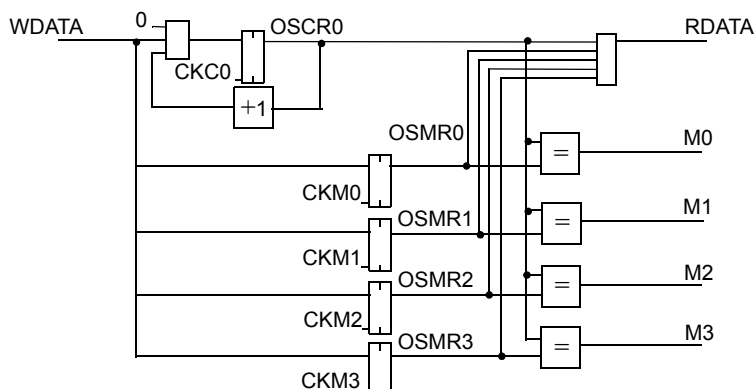 0
WDATA
OSCR0
RDATA
CKC0
+1
OSMR0
M0
=
CKM0
OSMR1
M1
=
CKM1
OSMR2
M2
=
CKM2
OSMR3
M3
=
CKM3